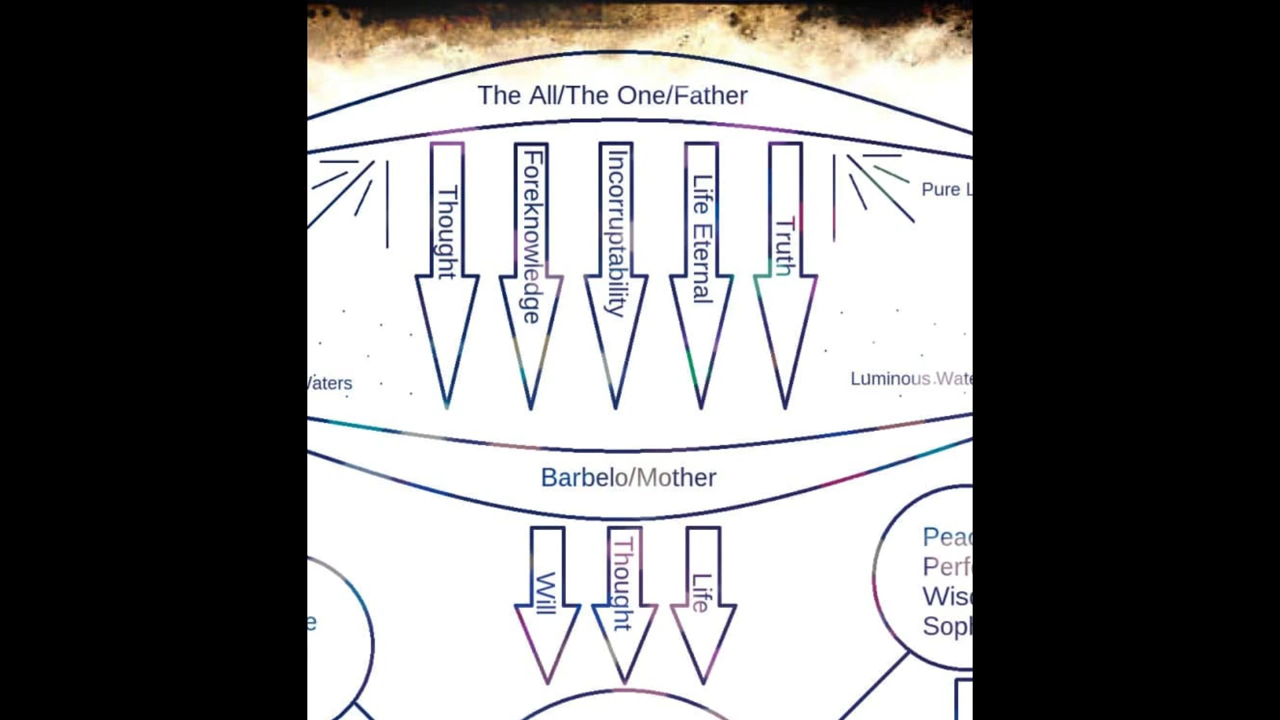 The All/The One/Father
Thought
Foreknowledge
Incorruptability
Life Eternal
Truth
Pure L
Waters
Luminous Wate
Barbelo/Mother
Will
Thought
Life
Peac
Perf
Wisd
Soph
e